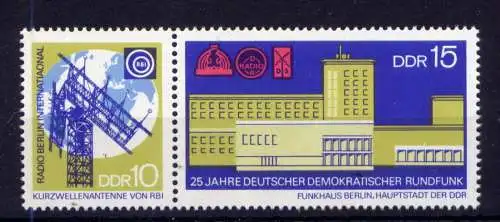 RADIO BERLIN INTERNATIONAL
RBI
DDR 10
KURZWELLENANTENNE VON RBI
RADIO
DDR 15
25 JAHRE DEUTSCHER DEMOKRATISCHER RUNDFUNK
FUNKHAUS BERLIN, HAUPTSTADT DER DDR